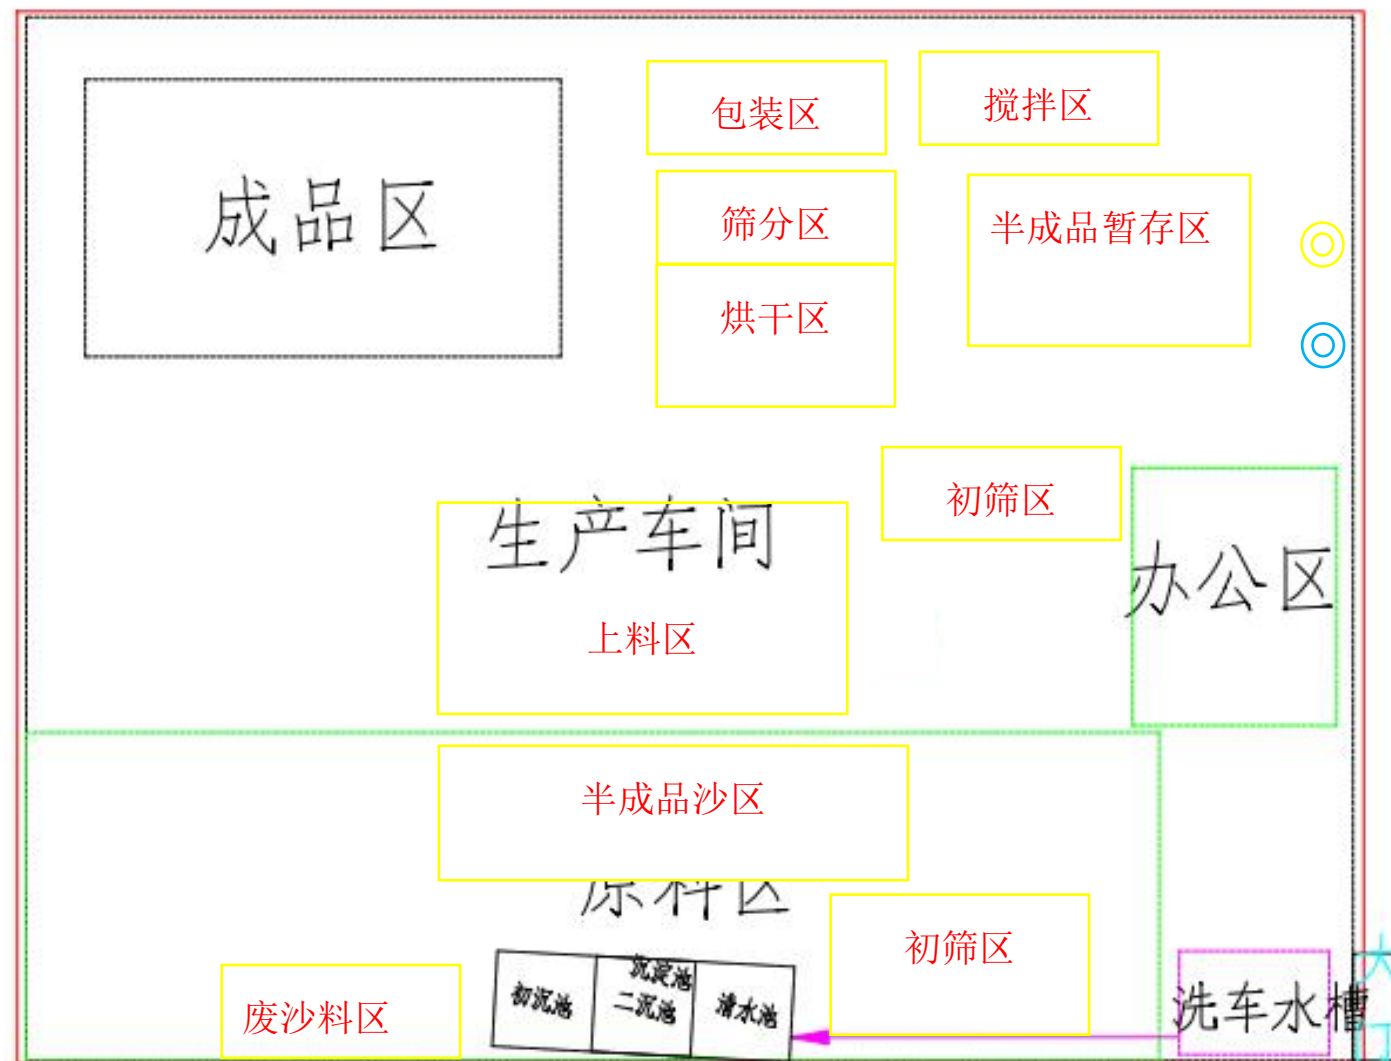 包装区
搅拌区
成品区
筛分区
半成品暂存区
烘干区
初筛区
生产车间
办公区
上料区
半成品沙区
原料区
初筛区
沉淀池
初沉池
二沉池
清水池
废沙料区
洗车水槽
大